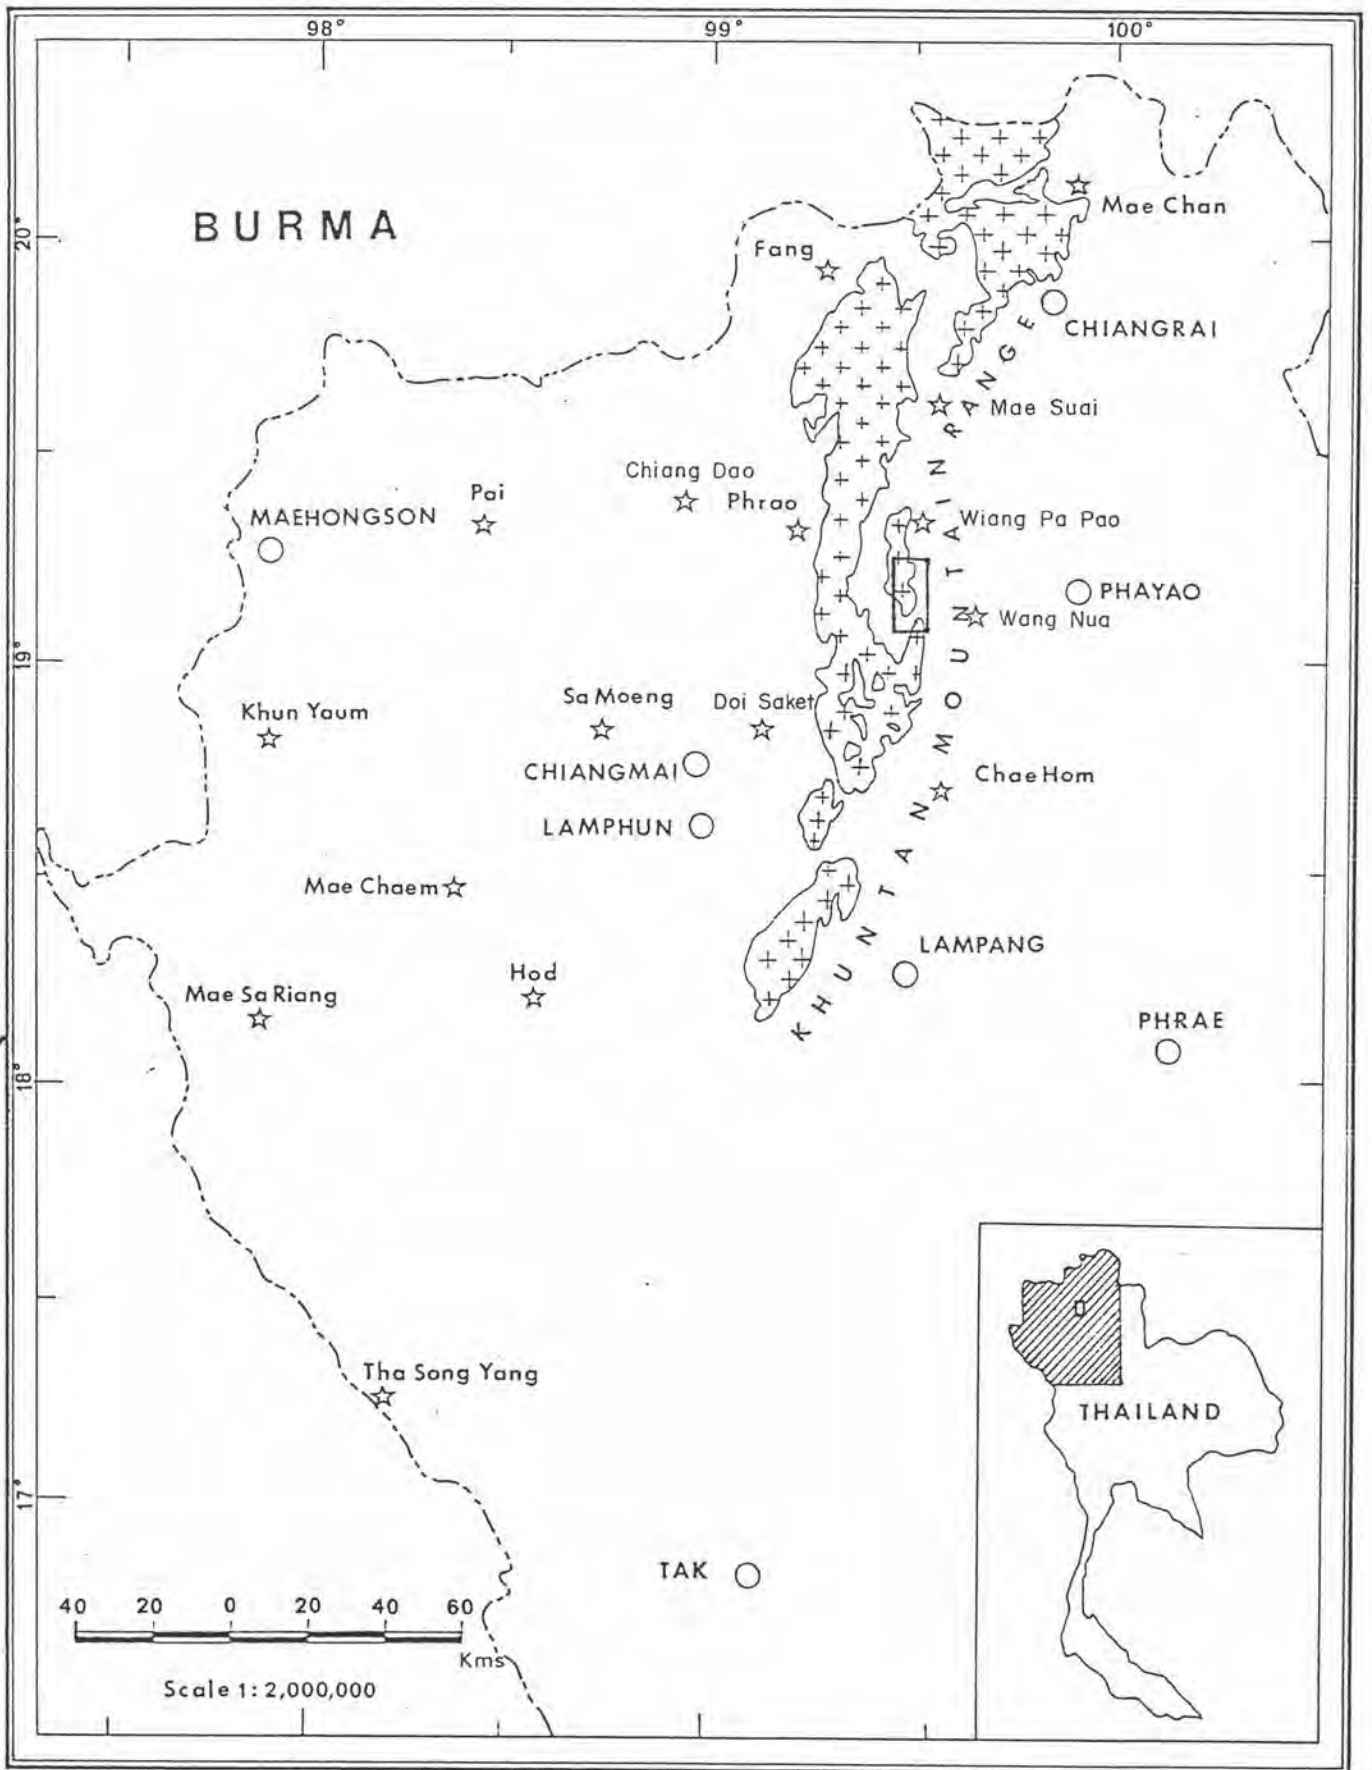 98° 99° 100°
BURMA
20°
Mae Chan
Fang
CHIANGRAI
Mae Suai
Chiang Dao
Pai
Phrao
MAEHONGSON
Wiang Pa Pao
PHAYAO
Wang Nua
19°
Sa Moeng
Doi Saket
Khun Yaum
CHIANGMAI
Chae Hom
LAMPHUN
Mae Chaem
KHUN TAN MOUNTAIN RANGE
LAMPANG
Hod
Mae Sa Riang
PHRAE
18°
Tha Song Yang
THAILAND
17°
TAK
40 20 0 20 40 60
Kms
Scale 1: 2,000,000